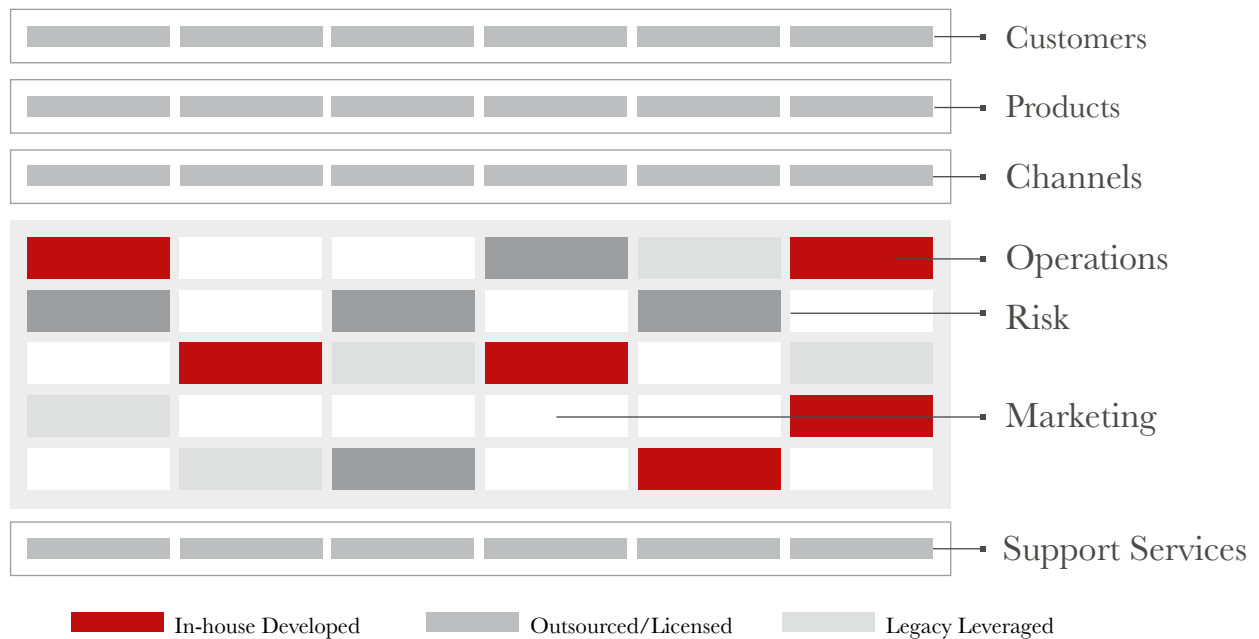 Customers
Products
Channels
Operations
Risk
Marketing
Support Services
In-house Developed
Outsourced/Licensed
Legacy Leveraged